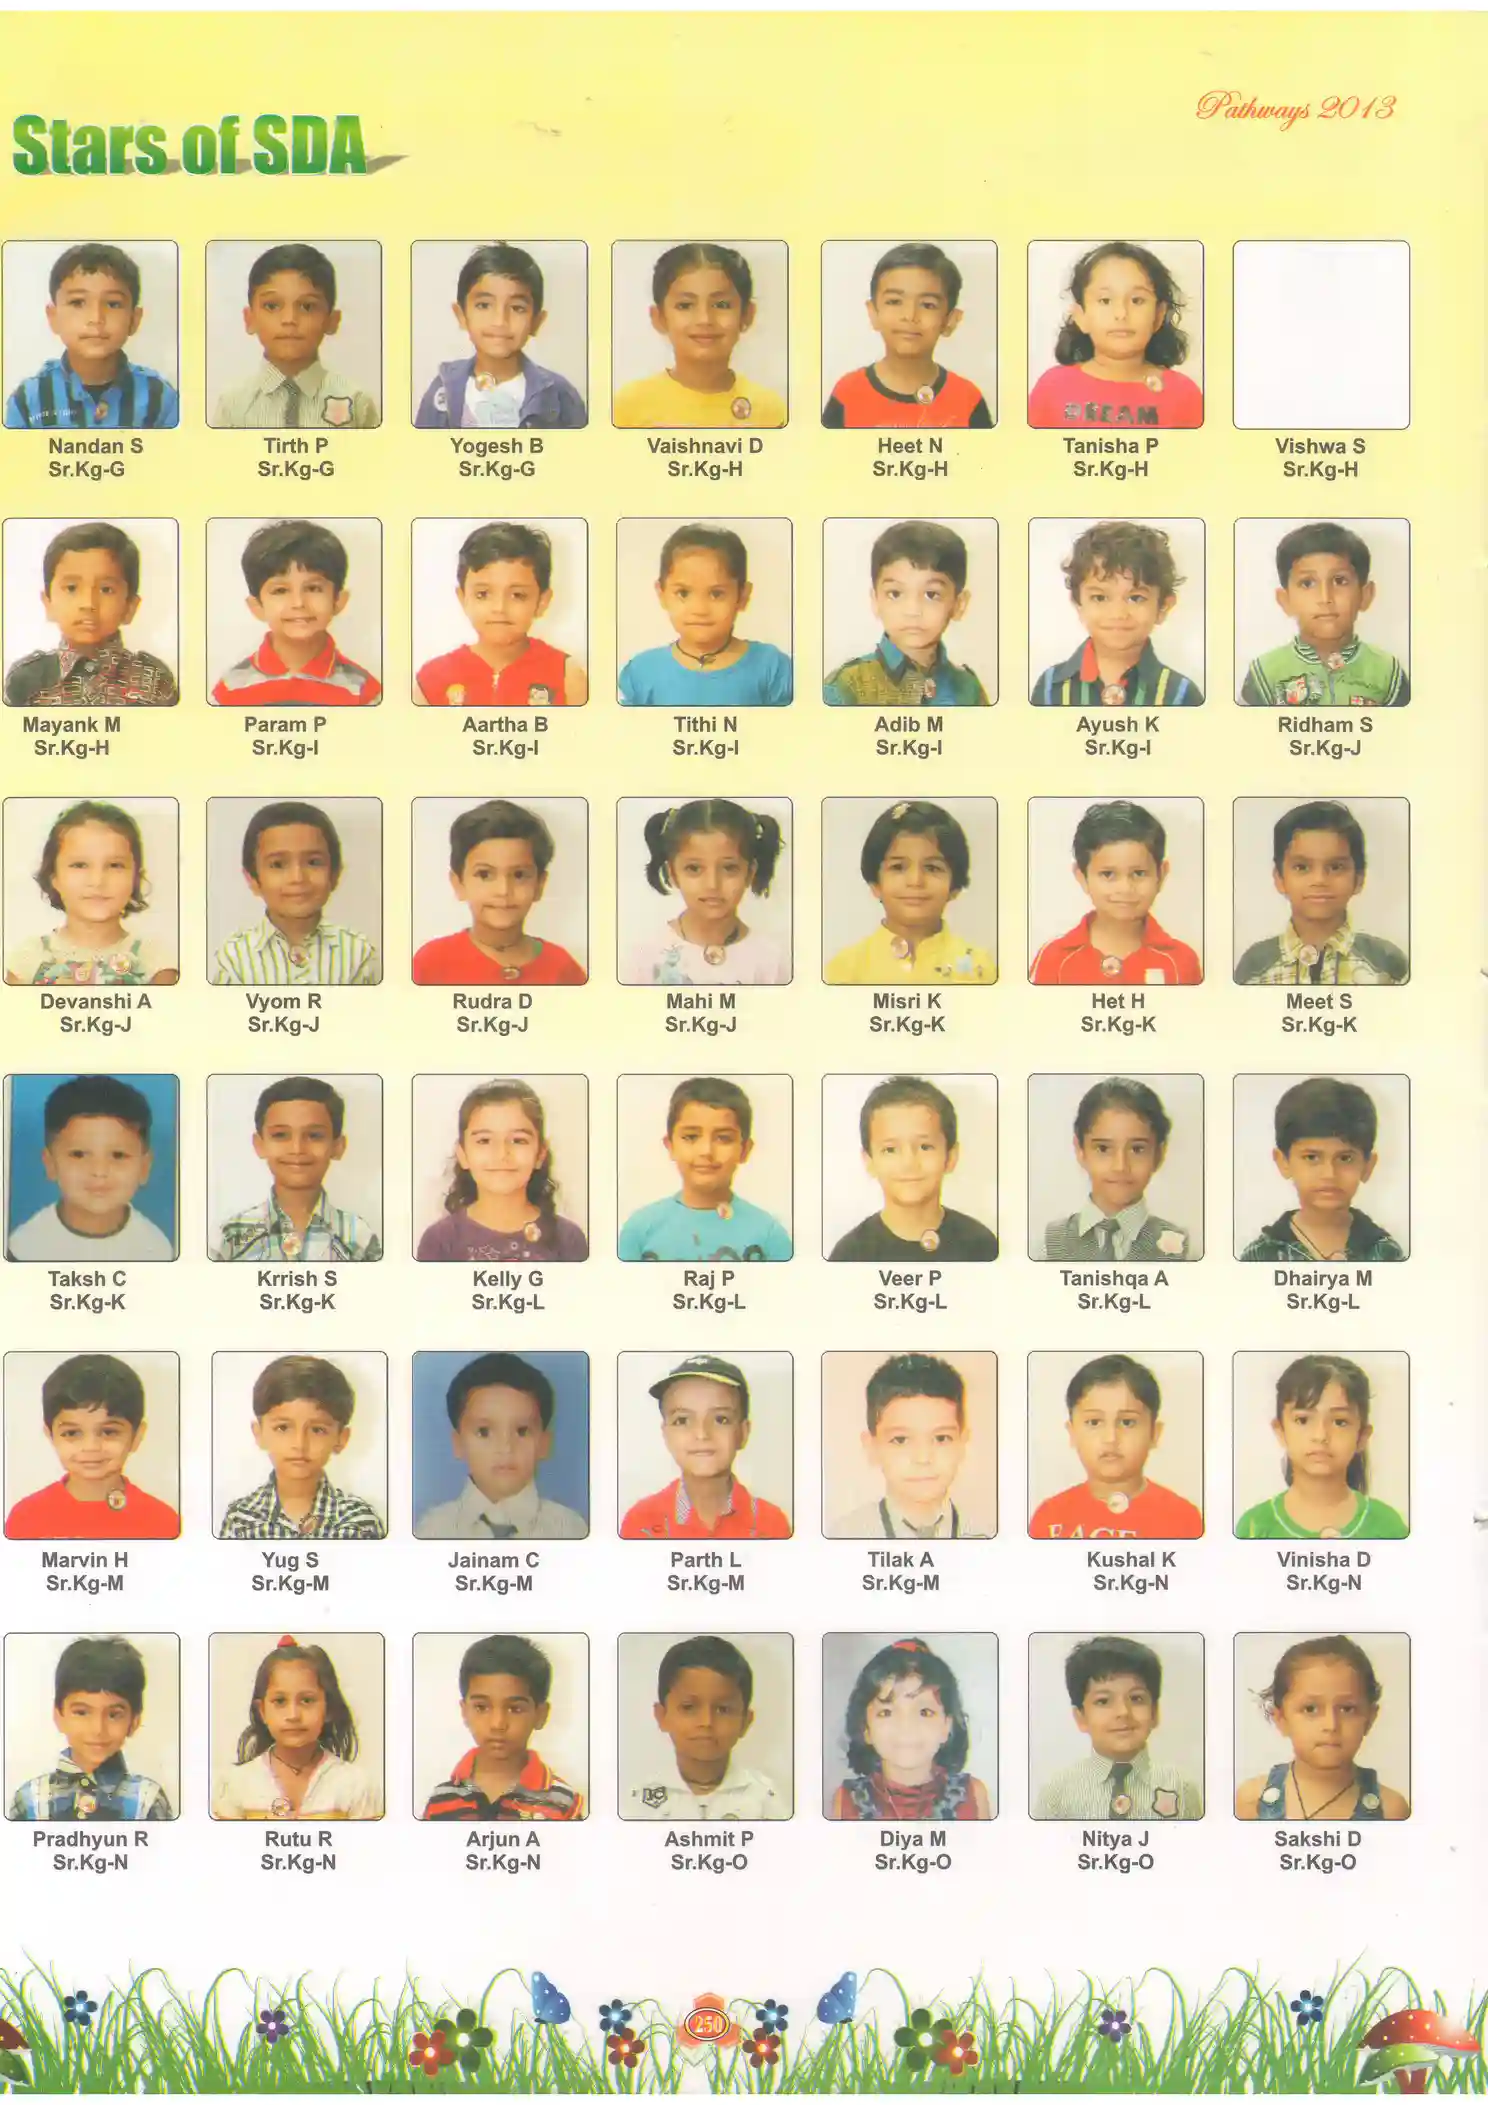 Pathways 2013
Stars of SDA
Nandan S Tirth P Yogesh B Vaishnavi D Heet N Tanisha P Vishwa S
Sr.Kg-G Sr.Kg-G Sr.Kg-G Sr.Kg-H Sr.Kg-H Sr.Kg-H Sr.Kg-H
Mayank M Param P Aartha B Tithi N Adib M Ayush K Ridham S
Sr.Kg-H Sr.Kg-I Sr.Kg-I Sr.Kg-I Sr.Kg-I Sr.Kg-I Sr.Kg-J
Devanshi A Vyom R Rudra D Mahi M Misri K Het H Meet S
Sr.Kg-J Sr.Kg-J Sr.Kg-J Sr.Kg-J Sr.Kg-K Sr.Kg-K Sr.Kg-K
Taksh C Krrish S Kelly G Raj P Veer P Tanishqa A Dhairya M
Sr.Kg-K Sr.Kg-K Sr.Kg-L Sr.Kg-L Sr.Kg-L Sr.Kg-L Sr.Kg-L
Marvin H Yug S Jainam C Parth L Tilak A Kushal K Vinisha D
Sr.Kg-M Sr.Kg-M Sr.Kg-M Sr.Kg-M Sr.Kg-M Sr.Kg-N Sr.Kg-N
Pradhyun R Rutu R Arjun A Ashmit P Diya M Nitya J Sakshi D
Sr.Kg-N Sr.Kg-N Sr.Kg-N Sr.Kg-O Sr.Kg-O Sr.Kg-O Sr.Kg-O
250